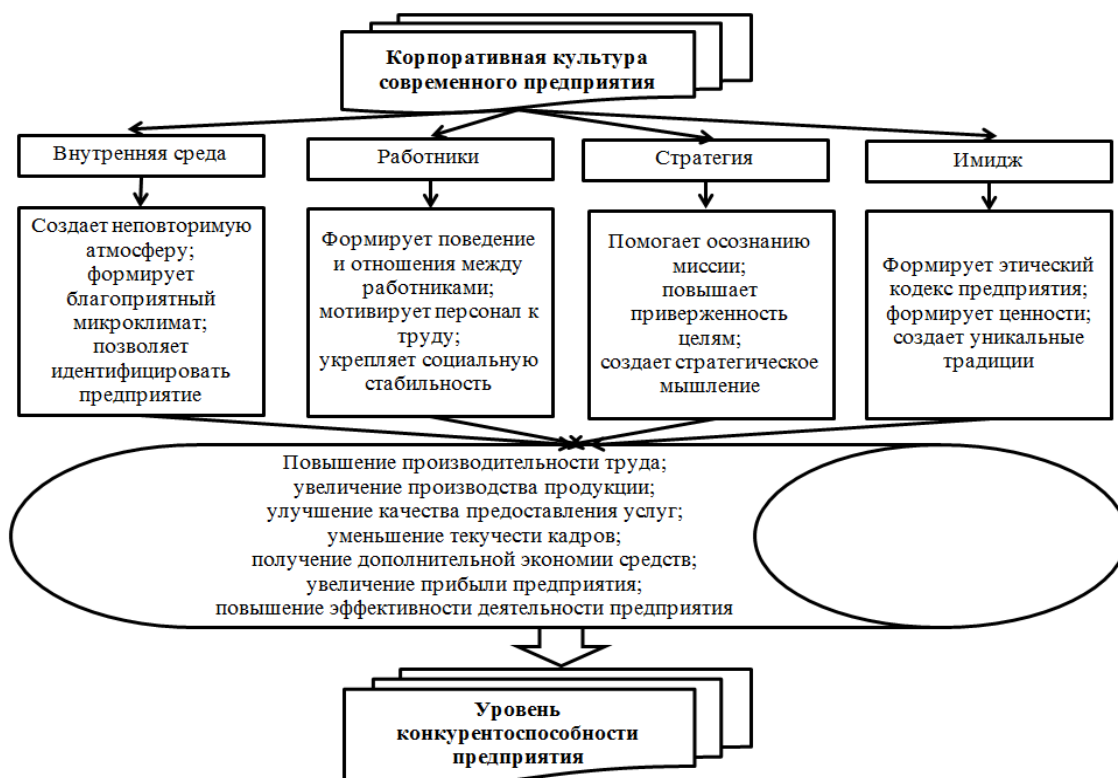 Корпоративная культура
современного предприятия
Внутренняя среда
Работники
Стратегия
Имидж
Создает неповторимую
атмосферу;
формирует
благоприятный
микроклимат;
позволяет
идентифицировать
предприятие
Формирует поведение
и отношения между
работниками;
мотивирует персонал к
труду;
укрепляет социальную
стабильность
Помогает осознанию
миссии;
повышает
приверженность
целям;
создает стратегическое
мышление
Формирует этический
кодекс предприятия;
формирует ценности;
создает уникальные
традиции
Повышение производительности труда;
увеличение производства продукции;
улучшение качества предоставления услуг;
уменьшение текучести кадров;
получение дополнительной экономии средств;
увеличение прибыли предприятия;
повышение эффективности деятельности предприятия
Уровень
конкурентоспособности
предприятия